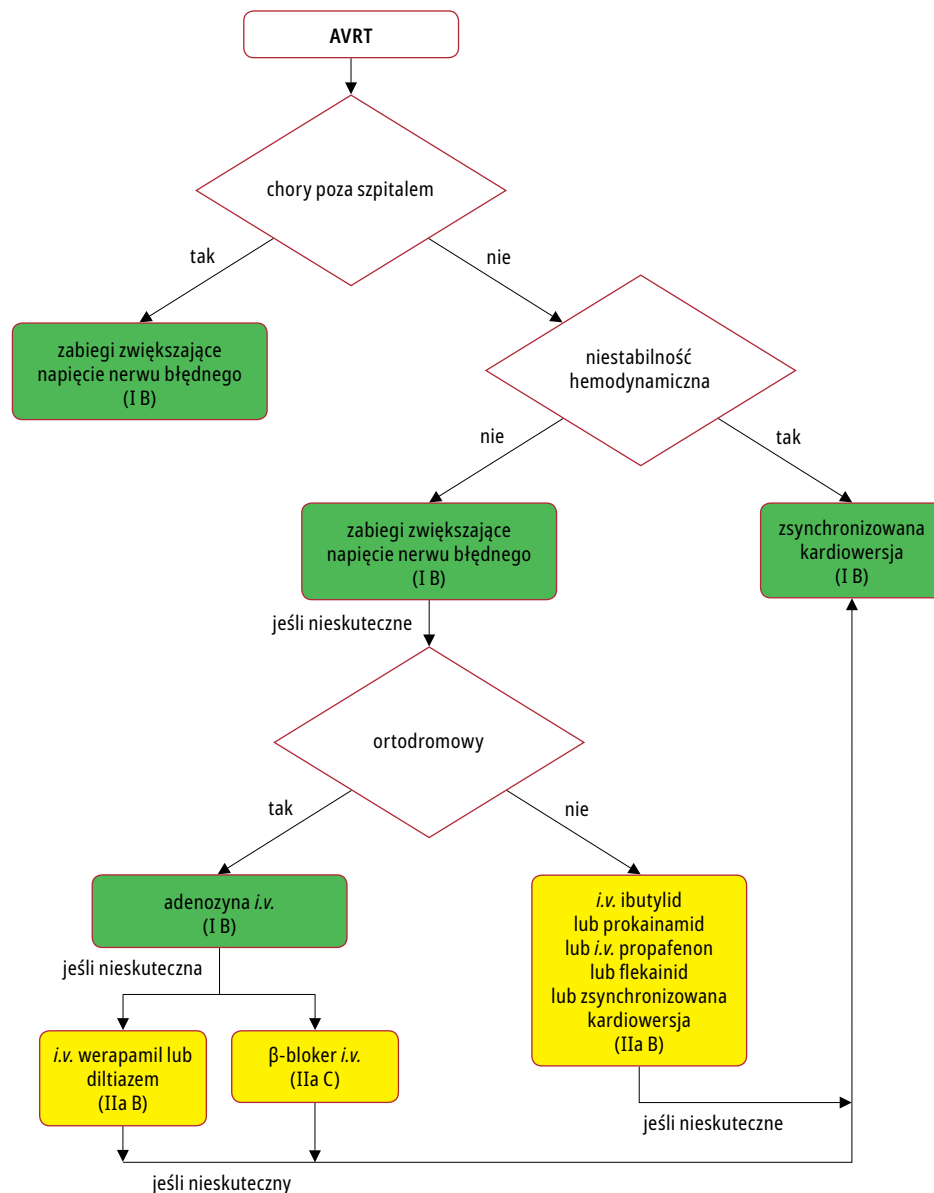 AVRT
chory poza szpitalem
tak
nie
zabiegi zwiększające
napięcie nerwu błędnego
(I B)
niestabilność
hemodynamiczna
nie
tak
zabiegi zwiększające
napięcie nerwu błędnego
(I B)
zsynchronizowana
kardiowersja
(I B)
jeśli nieskuteczne
ortodromowy
tak
nie
adenozyna i.v.
(I B)
i.v. ibutylid
lub prokainamid
lub i.v. propafenon
lub flekainid
lub zsynchronizowana
kardiowersja
(IIa B)
jeśli nieskuteczna
i.v. werapamil lub
diltiazem
(IIa B)
β-bloker i.v.
(IIa C)
jeśli nieskuteczne
jeśli nieskuteczny